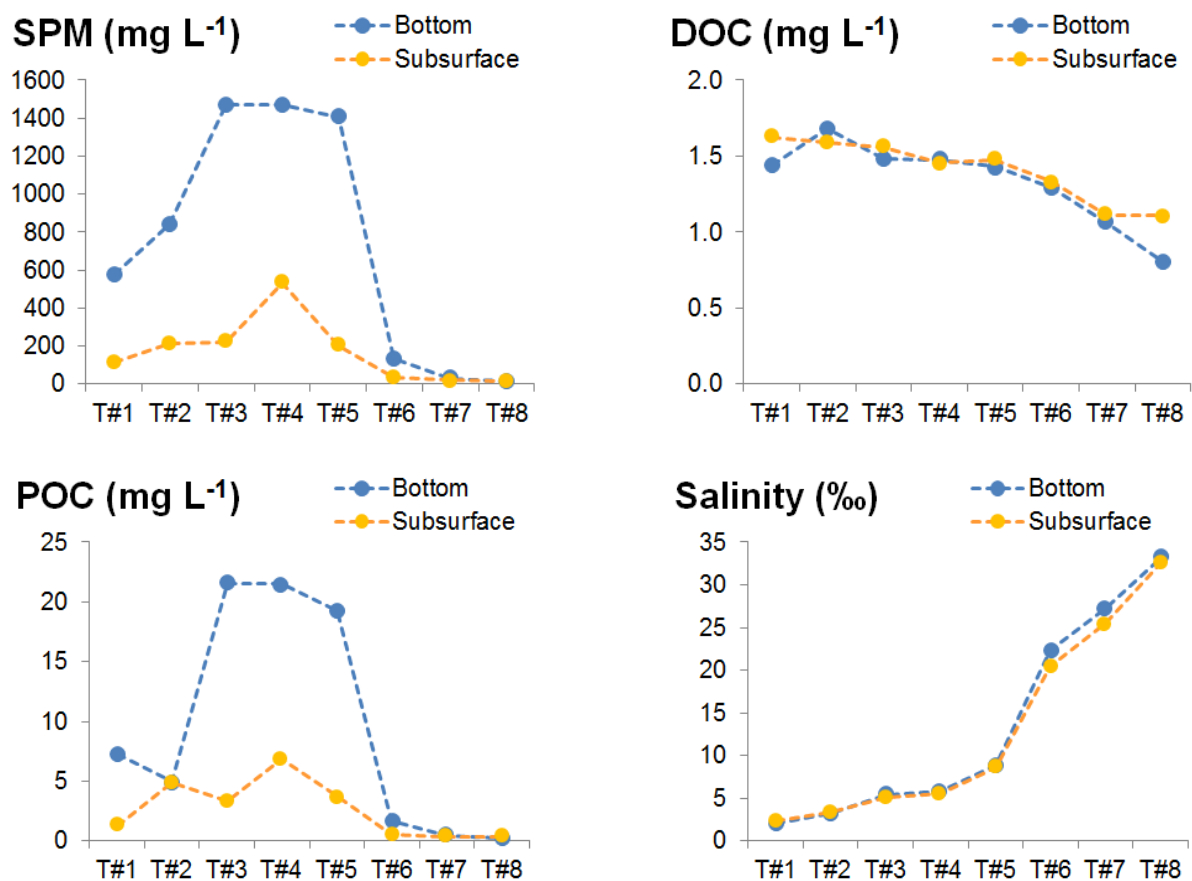 SPM (mg L-1)
Bottom
Subsurface
1600
1400
1200
1000
800
600
400
200
0
T#1 T#2 T#3 T#4 T#5 T#6 T#7 T#8
DOC (mg L-1)
Bottom
Subsurface
2.0
1.5
1.0
0.5
0.0
T#1 T#2 T#3 T#4 T#5 T#6 T#7 T#8
POC (mg L-1)
Bottom
Subsurface
25
20
15
10
5
0
T#1 T#2 T#3 T#4 T#5 T#6 T#7 T#8
Salinity (‰)
Bottom
Subsurface
35
30
25
20
15
10
5
0
T#1 T#2 T#3 T#4 T#5 T#6 T#7 T#8